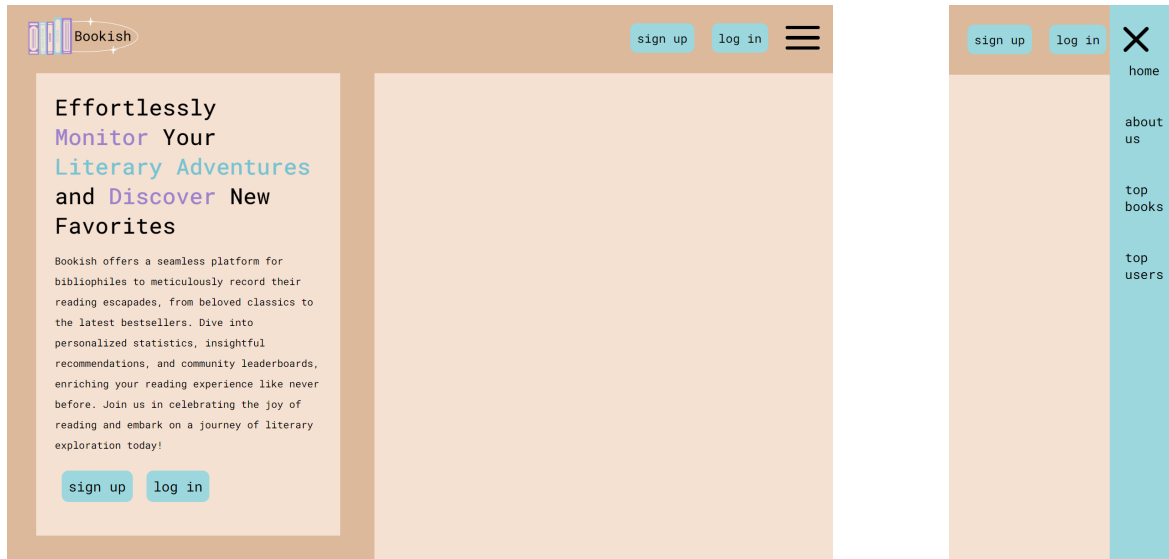 Bookish
sign up
log in
Effortlessly
Monitor Your
Literary Adventures
and Discover New
Favorites
Bookish offers a seamless platform for
bibliophiles to meticulously record their
reading escapades, from beloved classics to
the latest bestsellers. Dive into
personalized statistics, insightful
recommendations, and community leaderboards,
enriching your reading experience like never
before. Join us in celebrating the joy of
reading and embark on a journey of literary
exploration today!
sign up
log in
sign up
log in
home
about
us
top
books
top
users